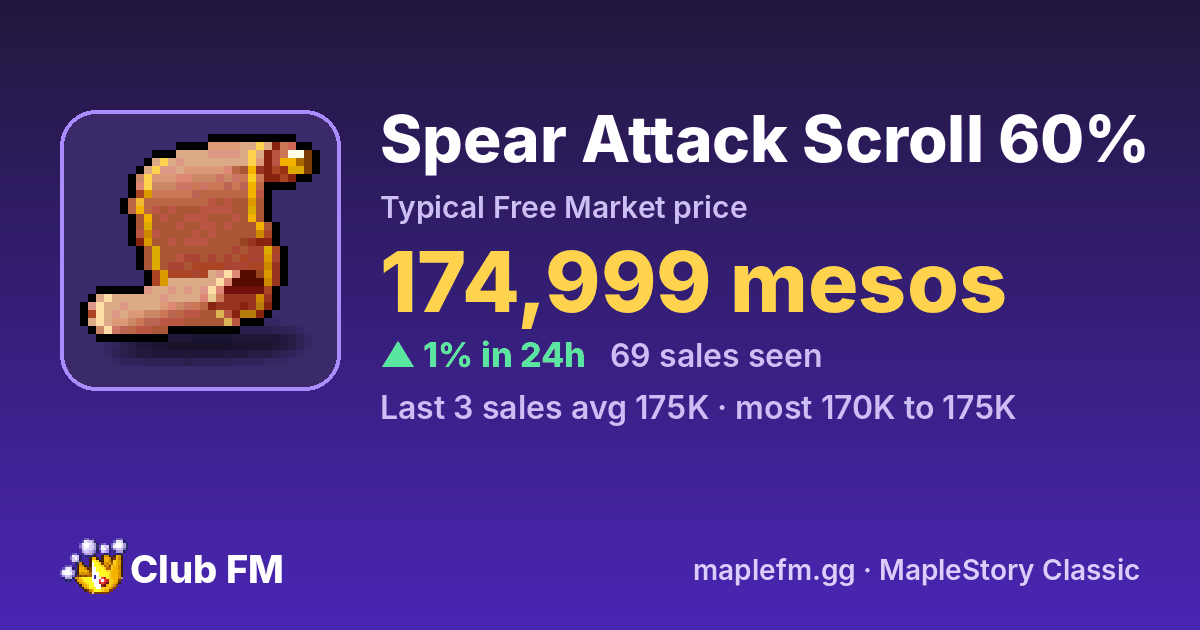 Spear Attack Scroll 60%
Typical Free Market price
174,999 mesos
▲ 1% in 24h 69 sales seen
Last 3 sales avg 175K · most 170K to 175K
Club FM
maplefm.gg · MapleStory Classic